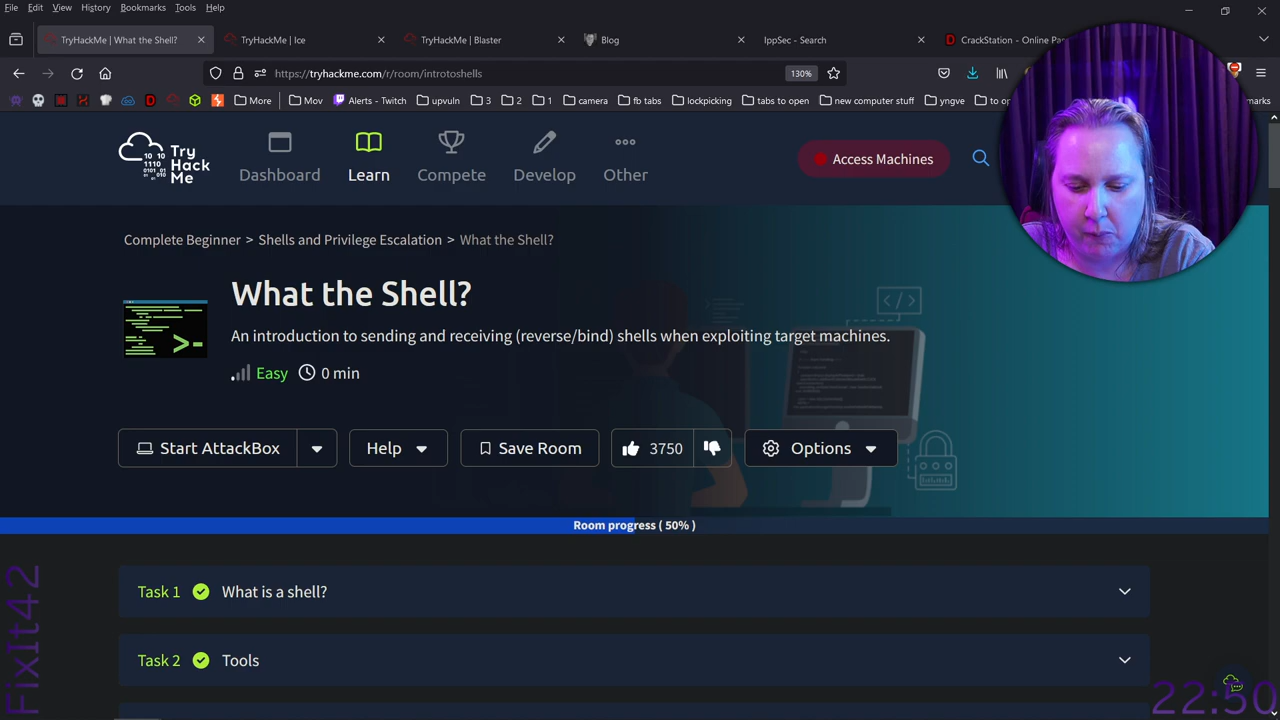 File Edit View History Bookmarks Tools Help
TryHackMe | What the Shell?
TryHackMe | Ice
TryHackMe | Blaster
Blog
IppSec - Search
CrackStation - Online Pa
https://tryhackme.com/r/room/introtoshells
130%
More
Mov
Alerts - Twitch
upvuln
3
2
1
camera
fb tabs
lockpicking
tabs to open
new computer stuff
yngve
to op
Try
Hack
Me
Dashboard
Learn
Compete
Develop
Other
Access Machines
Complete Beginner > Shells and Privilege Escalation > What the Shell?
What the Shell?
An introduction to sending and receiving (reverse/bind) shells when exploiting target machines.
Easy
0 min
Start AttackBox
Help
Save Room
3750
Options
Room progress ( 50% )
Task 1
What is a shell?
Task 2
Tools
FixIt42
22:50